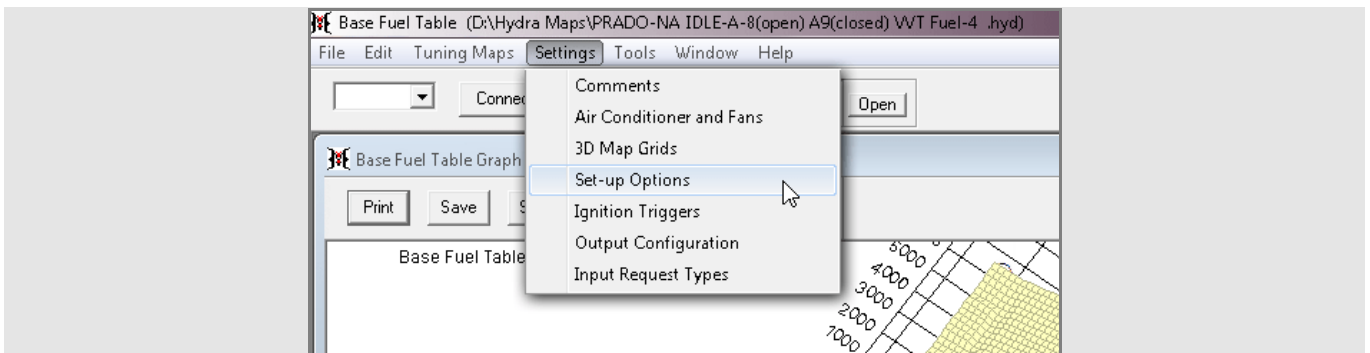 Base Fuel Table (D:\Hydra Maps\PRADO-NA IDLE-A-8(open) A9(closed) VVT Fuel-4 .hyd)
File Edit Tuning Maps Settings Tools Window Help
Open
Comments
Air Conditioner and Fans
3D Map Grids
Set-up Options
Ignition Triggers
Output Configuration
Input Request Types
Base Fuel Table Graph
Print Save
Base Fuel Table
5000
4000
3000
2000
1000